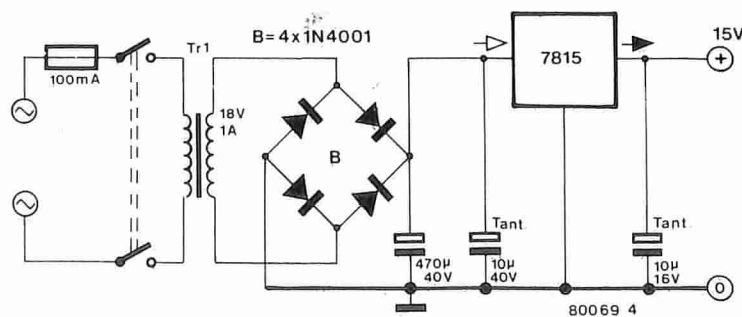 100mA
Tr1
18V
1A
B=4x1N4001
B
7815
15V
+
470µ
40V
Tant.
10µ
40V
Tant.
10µ
16V
0
80069 4